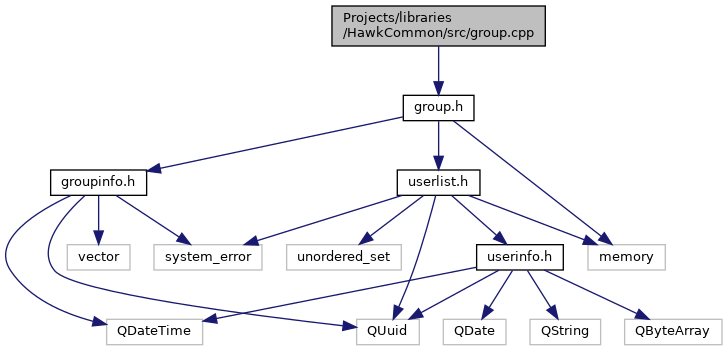 Projects/libraries
/HawkCommon/src/group.cpp
group.h
groupinfo.h
userlist.h
vector
system_error
unordered_set
userinfo.h
memory
QDateTime
QUuid
QDate
QString
QByteArray